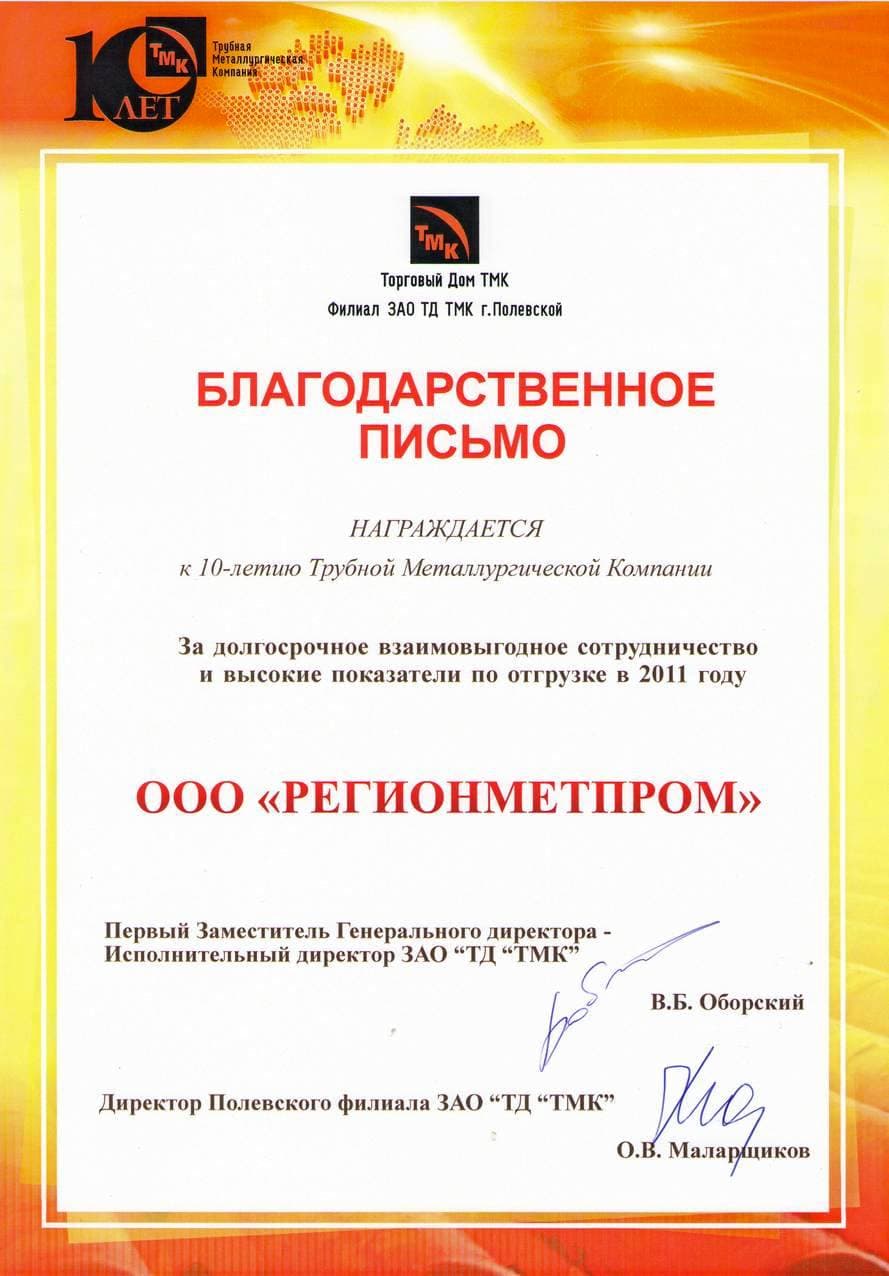 10 ЛЕТ
ТМК
Трубная
Металлургическая
Компания
ТМК
Торговый Дом ТМК
Филиал ЗАО ТД ТМК г.Полевской
БЛАГОДАРСТВЕННОЕ
ПИСЬМО
НАГРАЖДАЕТСЯ
к 10-летию Трубной Металлургической Компании
За долгосрочное взаимовыгодное сотрудничество
и высокие показатели по отгрузке в 2011 году
ООО «РЕГИОНМЕТПРОМ»
Первый Заместитель Генерального директора -
Исполнительный директор ЗАО “ТД “ТМК”
В.Б. Оборский
Директор Полевского филиала ЗАО “ТД “ТМК”
О.В. Маларщиков